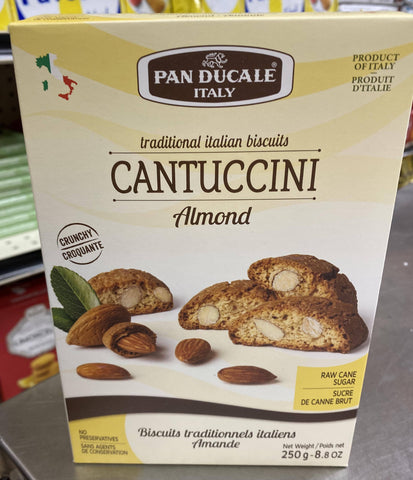 PAN DUCALE
ITALY
PRODUCT
OF ITALY
PRODUIT
D'ITALIE
traditional italian biscuits
CANTUCCINI
Almond
CRUNCHY
CROQUANTE
RAW CANE
SUGAR
SUCRE
DE CANNE BRUT
NO
PRESERVATIVES
SANS AGENTS
DE CONSERVATION
Biscuits traditionnels italiens
Amande
Net Weight / Poids net
250 g - 8.8 OZ